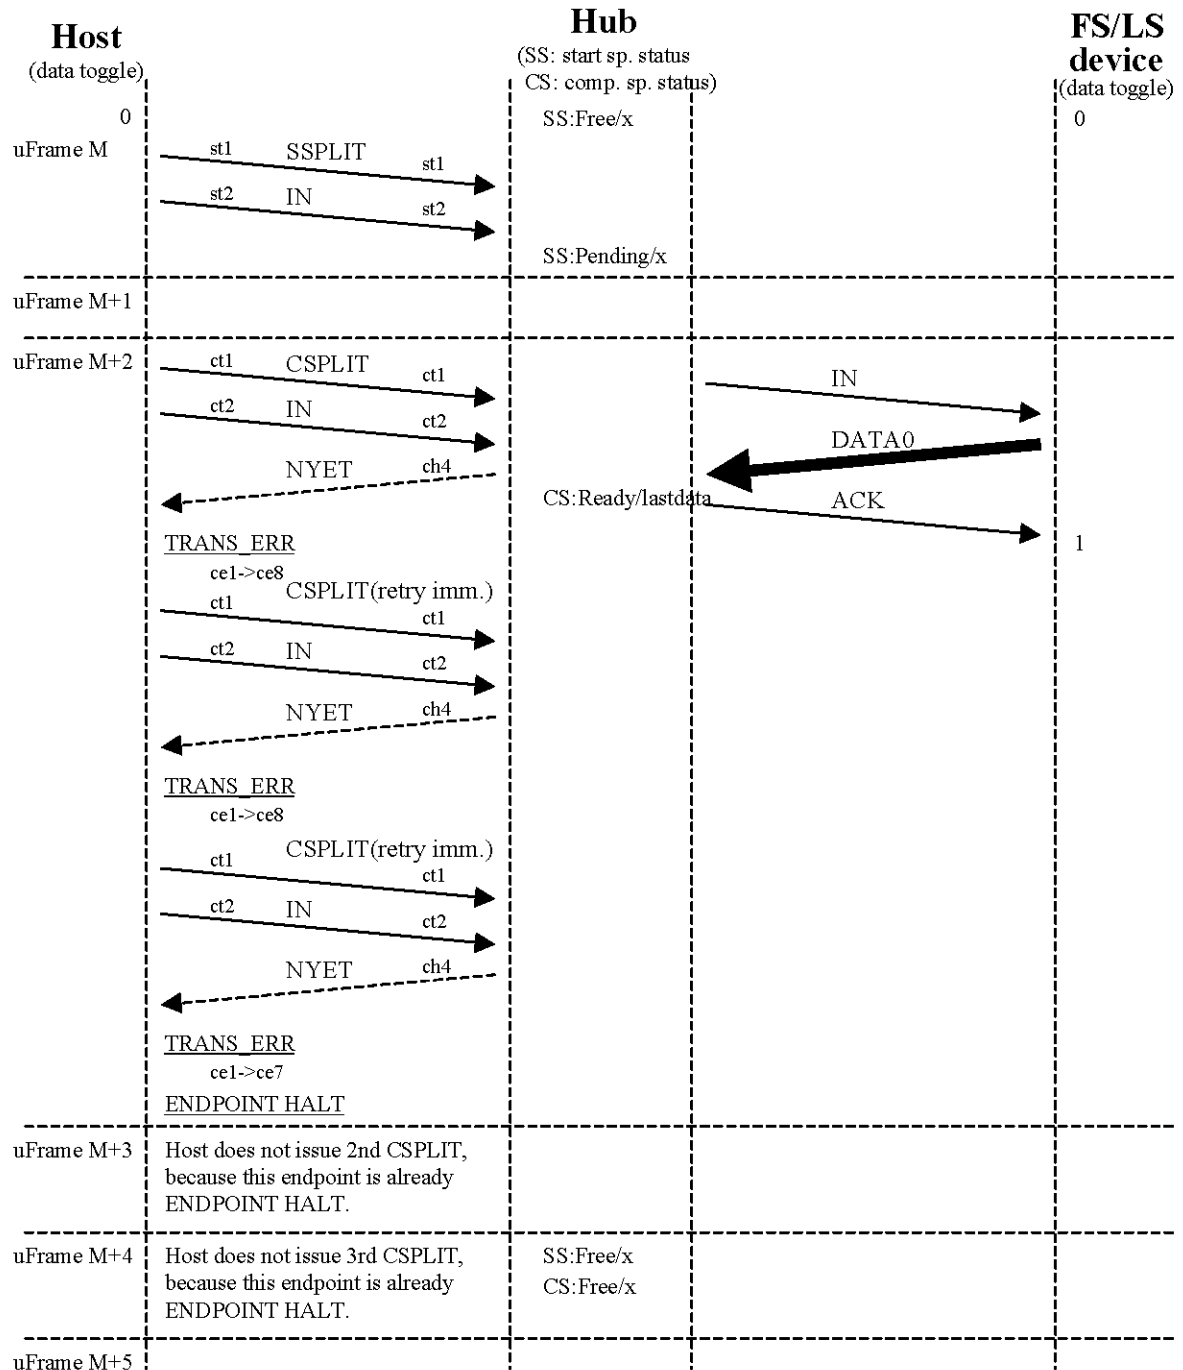 Host
(data toggle)
Hub
(SS: start sp. status
CS: comp. sp. status)
FS/LS
device
(data toggle)
0
SS:Free/x
0
uFrame M
st1
SSPLIT
st1
st2
IN
st2
SS:Pending/x
uFrame M+1
uFrame M+2
ct1
CSPLIT
ct1
IN
ct2
IN
ct2
DATA0
NYET
ch4
CS:Ready/lastdata
ACK
TRANS_ERR
1
ce1->ce8
CSPLIT(retry imm.)
ct1
ct1
ct2
IN
ct2
NYET
ch4
TRANS_ERR
ce1->ce8
CSPLIT(retry imm.)
ct1
ct1
ct2
IN
ct2
NYET
ch4
TRANS_ERR
ce1->ce7
ENDPOINT HALT
uFrame M+3
Host does not issue 2nd CSPLIT,
because this endpoint is already
ENDPOINT HALT.
uFrame M+4
Host does not issue 3rd CSPLIT,
because this endpoint is already
ENDPOINT HALT.
SS:Free/x
CS:Free/x
uFrame M+5